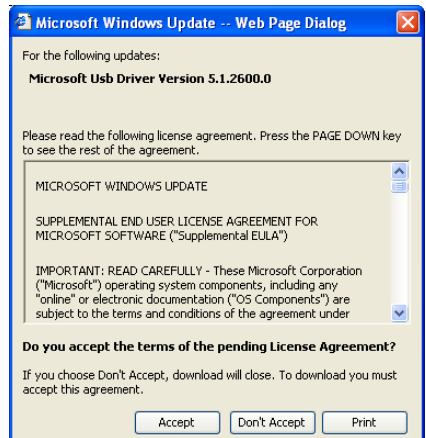 Microsoft Windows Update -- Web Page Dialog
For the following updates:
Microsoft Usb Driver Version 5.1.2600.0
Please read the following license agreement. Press the PAGE DOWN key
to see the rest of the agreement.
MICROSOFT WINDOWS UPDATE
SUPPLEMENTAL END USER LICENSE AGREEMENT FOR
MICROSOFT SOFTWARE ("Supplemental EULA")
IMPORTANT: READ CAREFULLY - These Microsoft Corporation
("Microsoft") operating system components, including any
"online" or electronic documentation ("OS Components") are
subject to the terms and conditions of the agreement under
Do you accept the terms of the pending License Agreement?
If you choose Don't Accept, download will close. To download you must
accept this agreement.
Accept Don't Accept Print